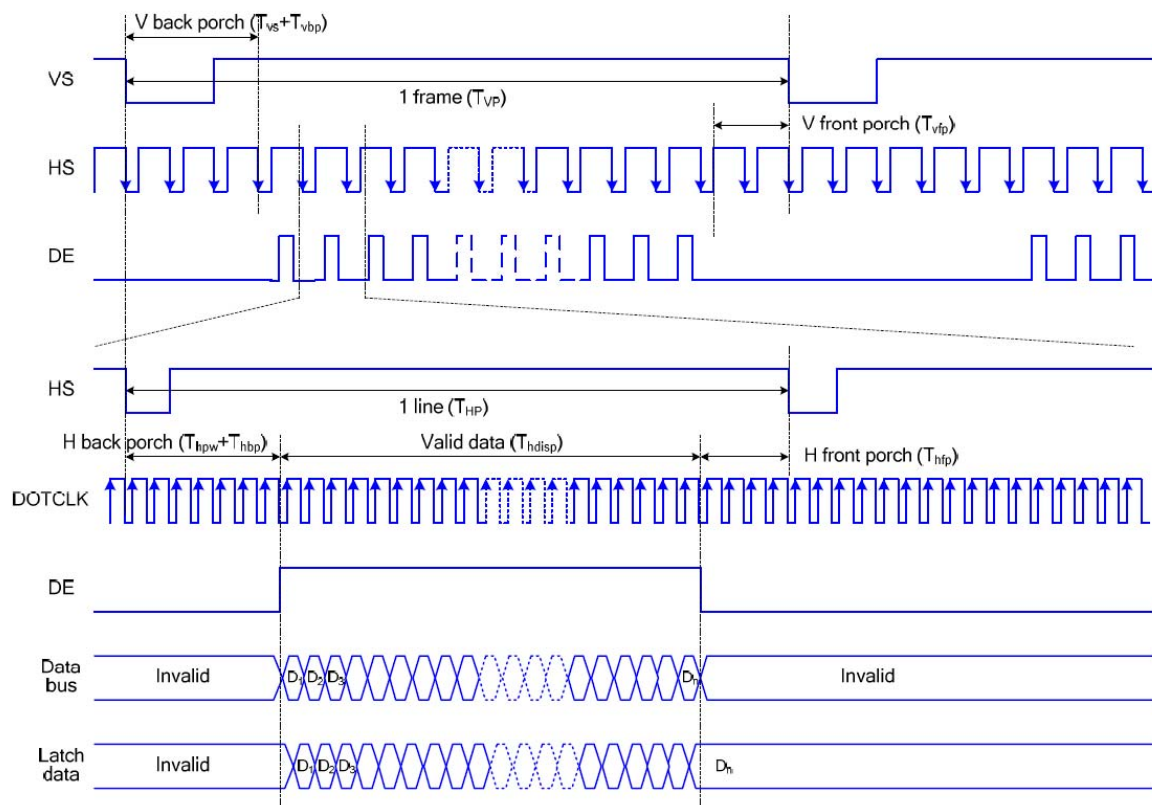 V back porch (Tvs+Tvbp)
VS
1 frame (TVP)
V front porch (Tvfp)
HS
DE
HS
1 line (THP)
H back porch (Thpw+Thbp)
Valid data (Thdisp)
H front porch (Thfp)
DOTCLK
DE
Data
bus
Invalid
D1 D2 D3
Dn
Invalid
Latch
data
Invalid
D1 D2 D3
Dn